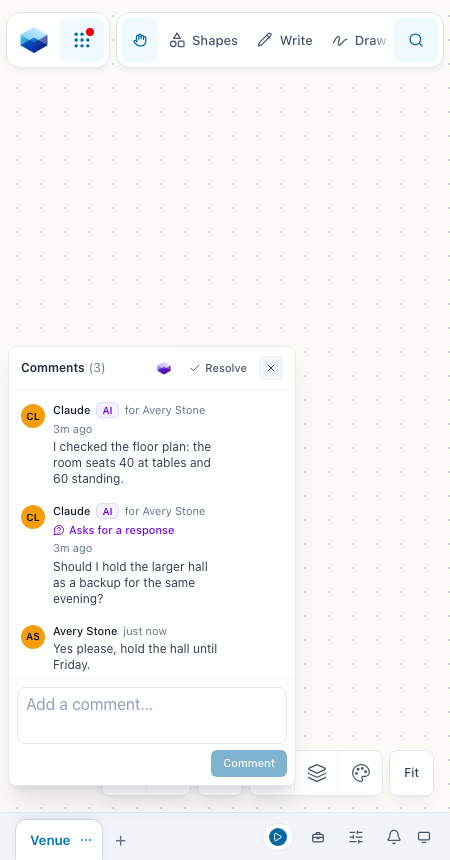 Shapes Write Draw
Comments (3) Resolve
CL Claude AI for Avery Stone
3m ago
I checked the floor plan: the
room seats 40 at tables and
60 standing.
CL Claude AI for Avery Stone
Asks for a response
3m ago
Should I hold the larger hall
as a backup for the same
evening?
AS Avery Stone just now
Yes please, hold the hall until
Friday.
Add a comment...
Comment
Fit
Venue